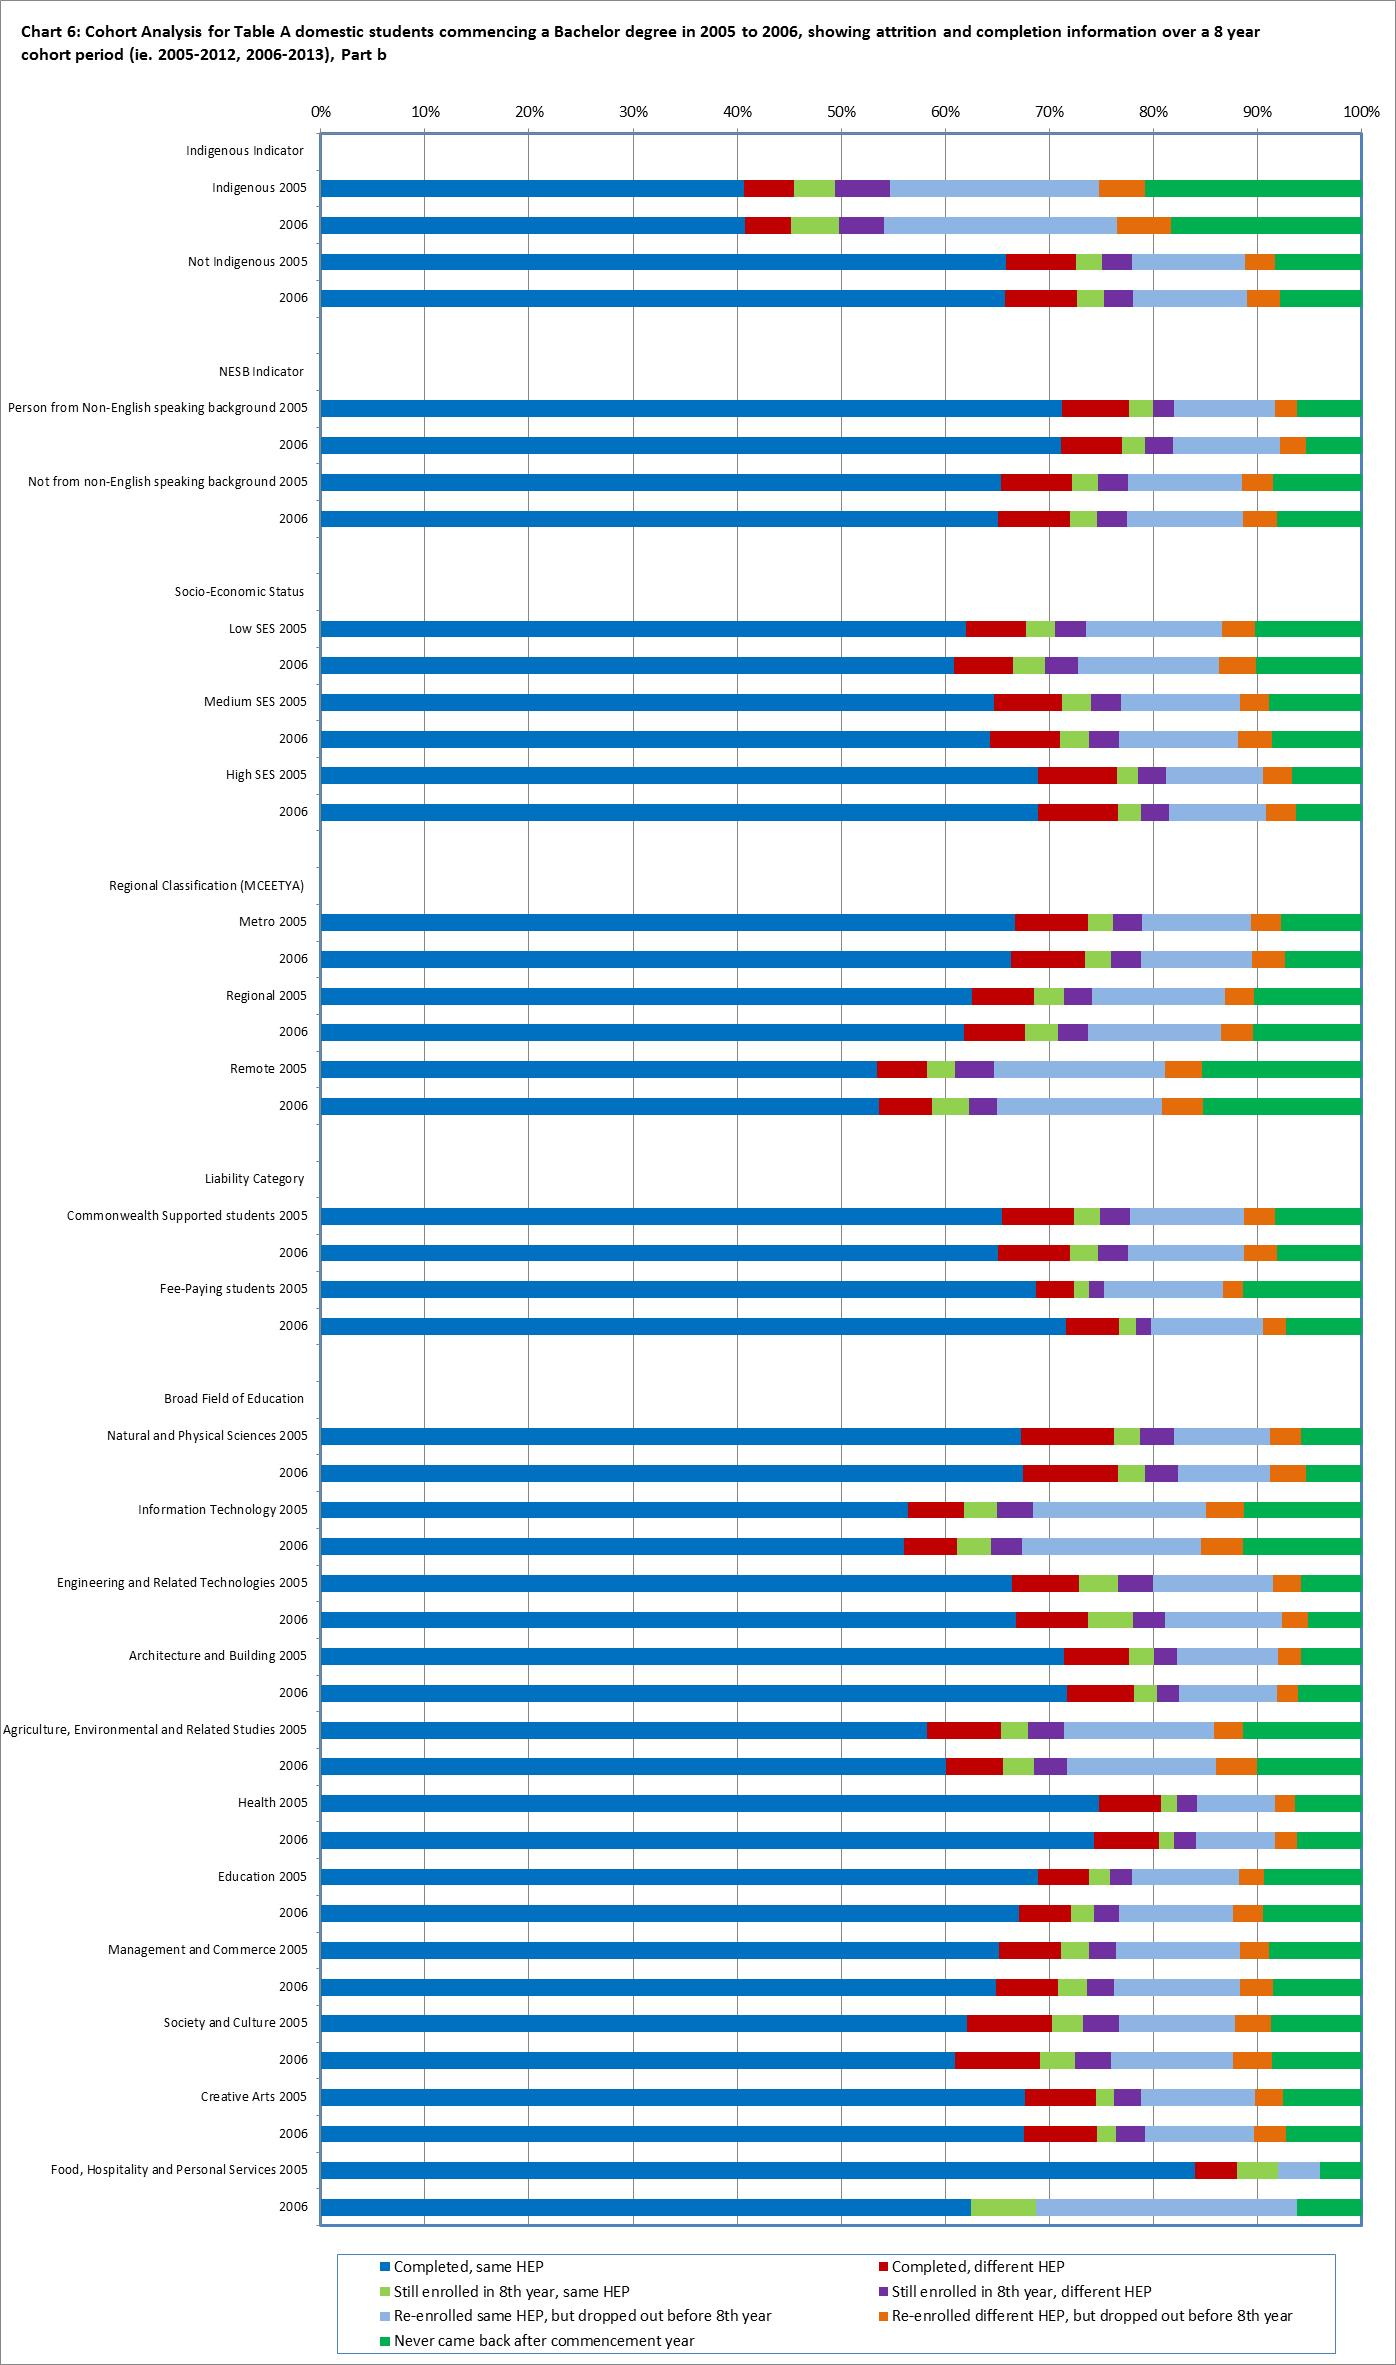 Chart 6: Cohort Analysis for Table A domestic students commencing a Bachelor degree in 2005 to 2006, showing attrition and completion information over a 8 year
cohort period (ie. 2005-2012, 2006-2013), Part b
0% 10% 20% 30% 40% 50% 60% 70% 80% 90% 100%
Indigenous Indicator
Indigenous 2005
2006
Not Indigenous 2005
2006
NESB Indicator
Person from Non-English speaking background 2005
2006
Not from non-English speaking background 2005
2006
Socio-Economic Status
Low SES 2005
2006
Medium SES 2005
2006
High SES 2005
2006
Regional Classification (MCEETYA)
Metro 2005
2006
Regional 2005
2006
Remote 2005
2006
Liability Category
Commonwealth Supported students 2005
2006
Fee-Paying students 2005
2006
Broad Field of Education
Natural and Physical Sciences 2005
2006
Information Technology 2005
2006
Engineering and Related Technologies 2005
2006
Architecture and Building 2005
2006
Agriculture, Environmental and Related Studies 2005
2006
Health 2005
2006
Education 2005
2006
Management and Commerce 2005
2006
Society and Culture 2005
2006
Creative Arts 2005
2006
Food, Hospitality and Personal Services 2005
2006
Completed, same HEP
Completed, different HEP
Still enrolled in 8th year, same HEP
Still enrolled in 8th year, different HEP
Re-enrolled same HEP, but dropped out before 8th year
Re-enrolled different HEP, but dropped out before 8th year
Never came back after commencement year